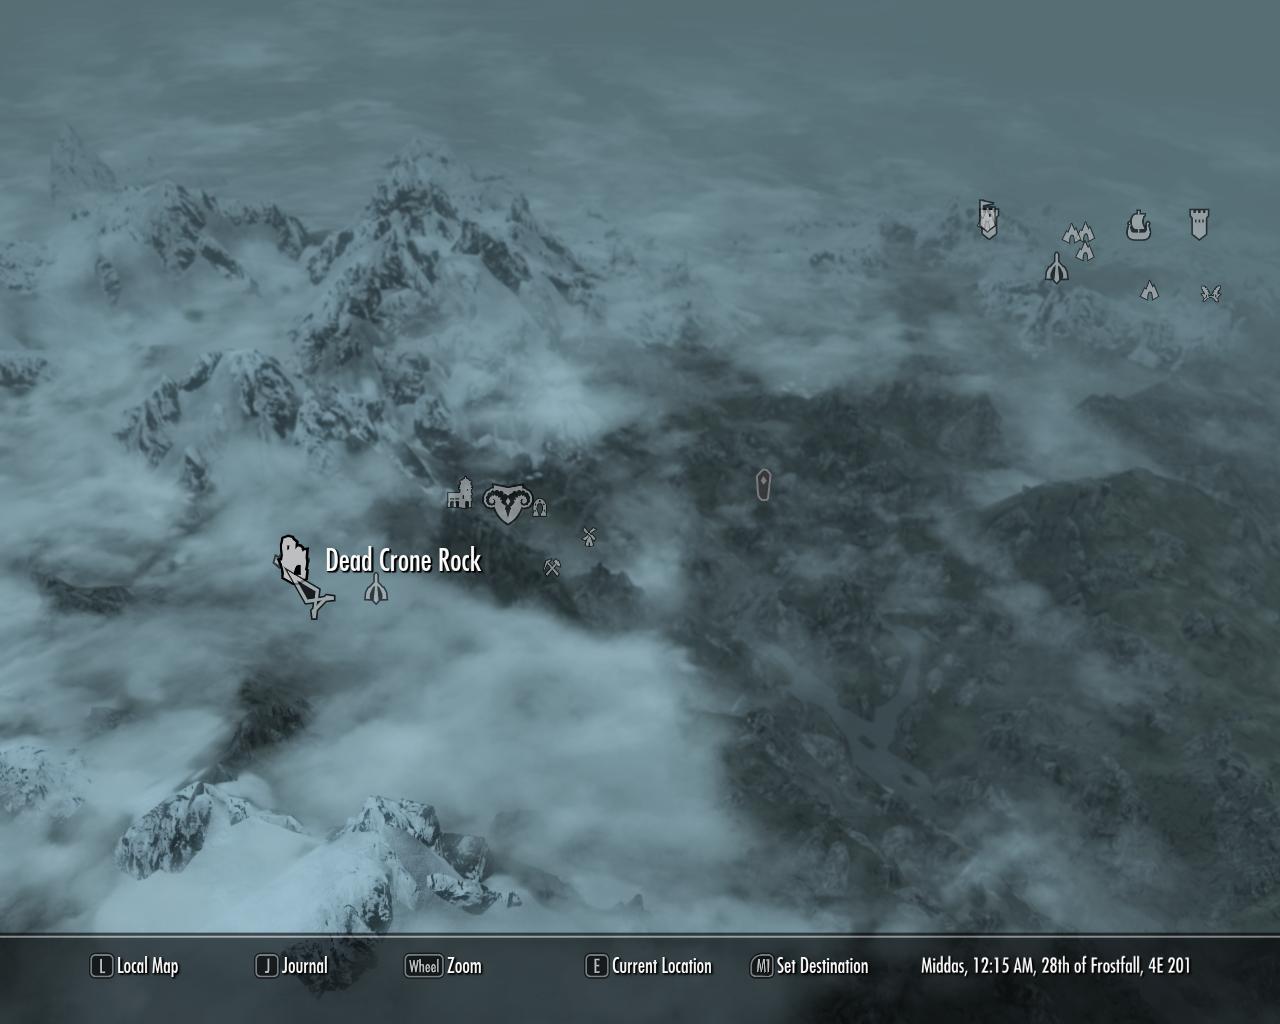 Dead Crone Rock
L Local Map
J Journal
Wheel Zoom
E Current Location
M1 Set Destination
Middas, 12:15 AM, 28th of Frostfall, 4E 201